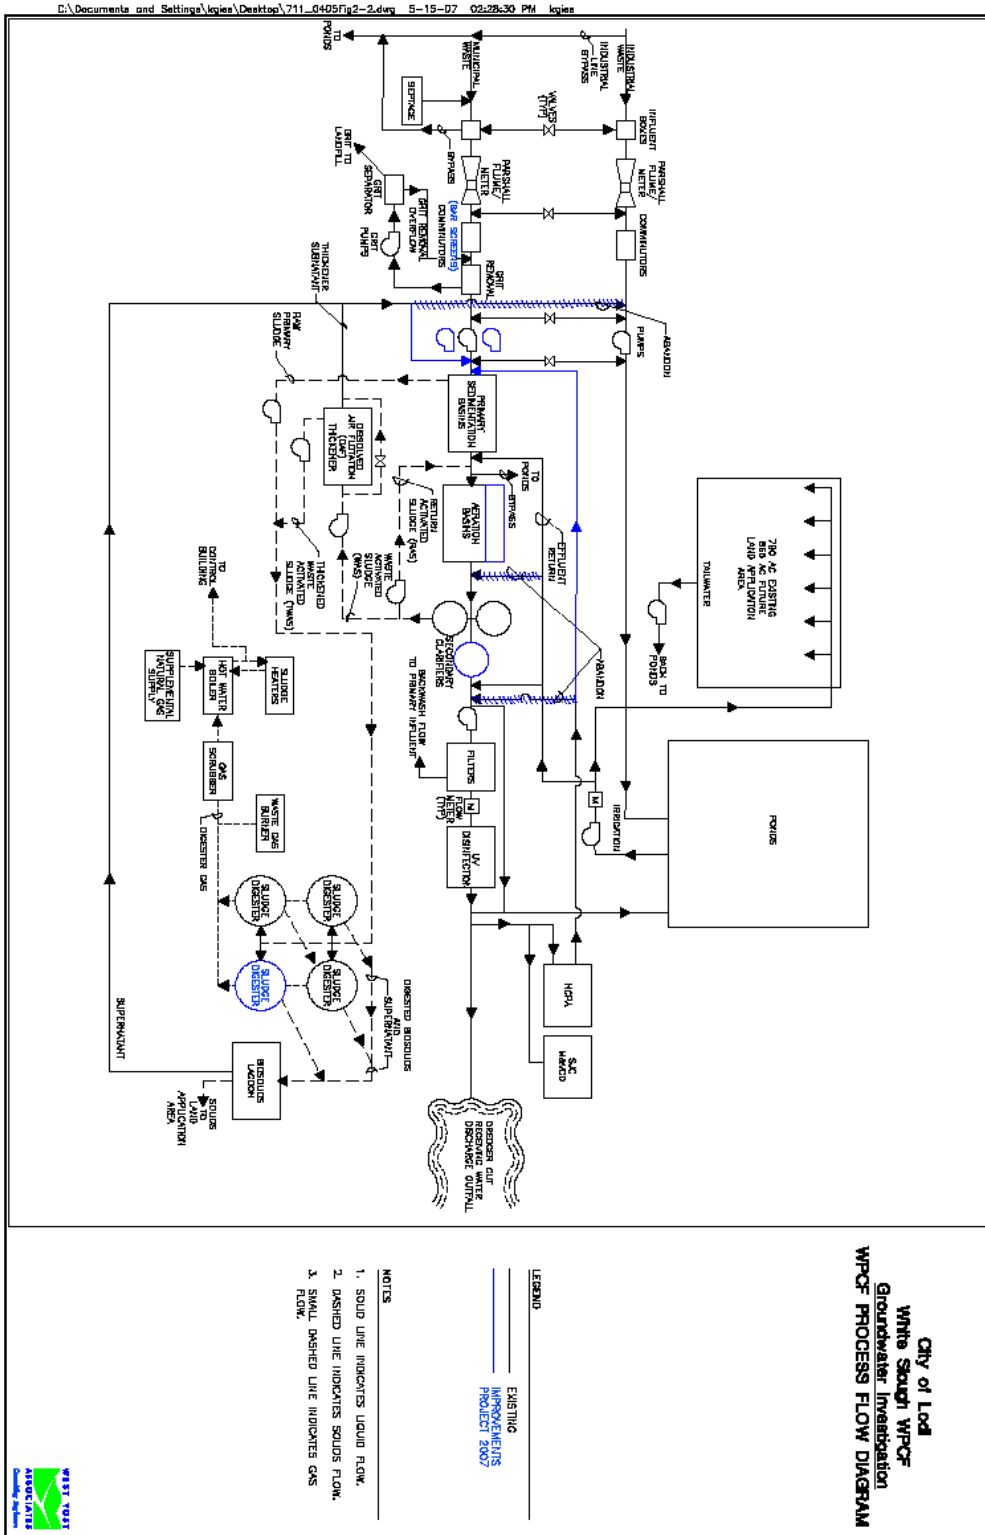 C:\Documents and Settings\kgies\Desktop\711_0405Fig2-2.dwg 5-15-07 02:28:30 PM kgies
City of Lodi
White Slough WPCF
Groundwater Investigation
WPCF PROCESS FLOW DIAGRAM
INDUSTRIAL
WASTE
INDUSTRIAL
LINE
BYPASS
TO
PONDS
MUNICIPAL
WASTE
SEPTAGE
VALVES
(TYP)
INFLUENT
BOXES
BYPASS
PARSHALL
FLUME/
METER
PARSHALL
FLUME/
METER
COMMINUTORS
COMMINUTORS
(BAR SCREENS)
GRIT TO
LANDFILL
GRIT
SEPARATOR
GRIT REMOVAL
OVERFLOW
GRIT
PUMPS
GRIT
REMOVAL
THICKENER
SUBNATANT
ABANDON
PUMPS
RAW
PRIMARY
SLUDGE
PRIMARY
SEDIMENTATION
BASINS
DISSOLVED
AIR FLOTATION
(DAF)
THICKENER
TO
PONDS
BYPASS
AERATION
BASINS
EFFLUENT
RETURN
RETURN
ACTIVATED
SLUDGE (RAS)
WASTE
ACTIVATED
SLUDGE
(WAS)
THICKENED
WASTE
ACTIVATED
SLUDGE (TWAS)
790 AC EXISTING
LAND APPLICATION
AREA
TAILWATER
BACK TO
PONDS
ABANDON
SECONDARY
CLARIFIERS
BACKWASH FLOW
TO PRIMARY INFLUENT
FILTERS
FLOW
METER
(TYP)
M
UV
DISINFECTION
M
IRRIGATION
PONDS
TO
CONTROL
BUILDING
SLUDGE
HEATERS
HOT WATER
BOILER
SUPPLEMENTAL
NATURAL GAS
SUPPLY
GAS
SCRUBBER
WASTE GAS
BURNER
DIGESTER GAS
SLUDGE
DIGESTER
SLUDGE
DIGESTER
SLUDGE
DIGESTER
SLUDGE
DIGESTER
DIGESTED BIOSOLIDS
AND
SUPERNATANT
SUPERNATANT
BIOSOLIDS
LAGOON
SOLIDS
TO
LAND
APPLICATION
AREA
NCPA
SJC
DREDGER CUT
RECEIVING WATER
DISCHARGE OUTFALL
LEGEND
EXISTING
IMPROVEMENTS
PROJECT 2007
NOTES
1. SOLID LINE INDICATES LIQUID FLOW.
2. DASHED LINE INDICATES SOLIDS FLOW.
3. SMALL DASHED LINE INDICATES GAS
FLOW.
WEST YOST
ASSOCIATES
Consulting Engineers